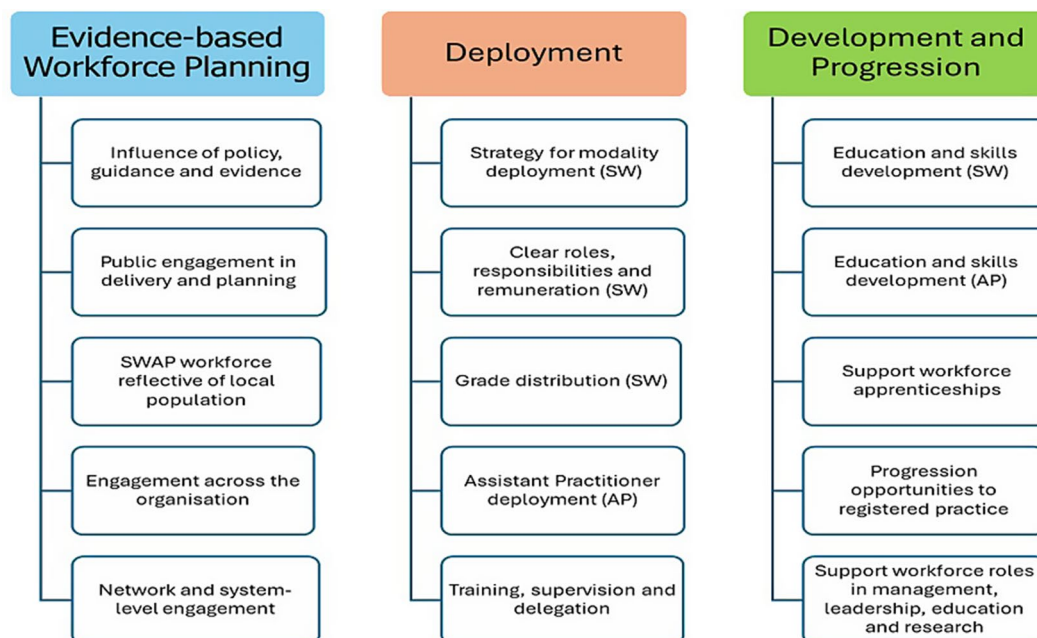 Evidence-based
Workforce Planning
Influence of policy,
guidance and evidence
Public engagement in
delivery and planning
SWAP workforce
reflective of local
population
Engagement across the
organisation
Network and system-
level engagement
Deployment
Strategy for modality
deployment (SW)
Clear roles,
responsibilities and
remuneration (SW)
Grade distribution (SW)
Assistant Practitioner
deployment (AP)
Training, supervision and
delegation
Development and
Progression
Education and skills
development (SW)
Education and skills
development (AP)
Support workforce
apprenticeships
Progression
opportunities to
registered practice
Support workforce roles
in management,
leadership, education
and research